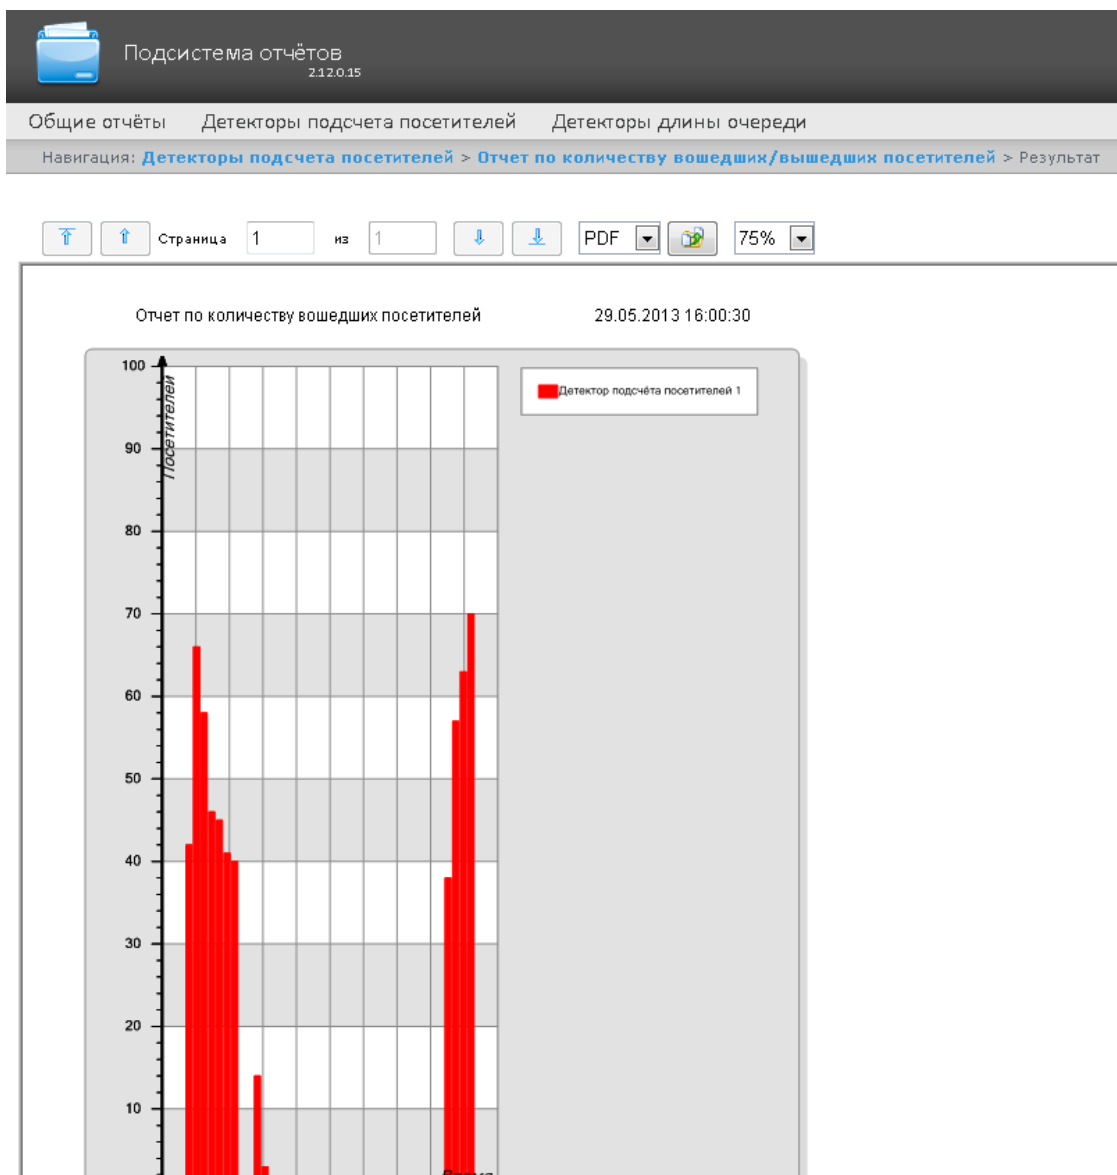 Подсистема отчётов
2.12.0.15
Общие отчёты Детекторы подсчета посетителей Детекторы длины очереди
Навигация: Детекторы подсчета посетителей > Отчет по количеству вошедших/вышедших посетителей > Результат
Страница 1 из 1 PDF 75%
Отчет по количеству вошедших посетителей 29.05.2013 16:00:30
100
Посетителей
Детектор подсчёта посетителей 1
90
80
70
60
50
40
30
20
10
Время